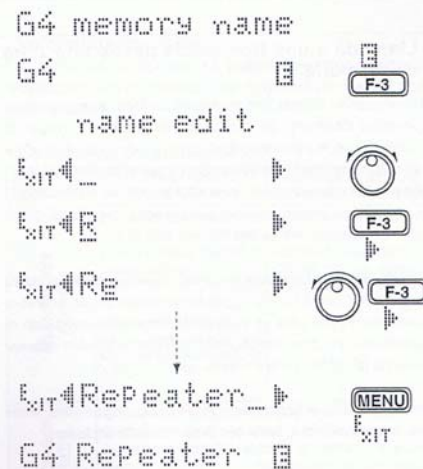 G4 memory name
G4 E E
F-3
name edit
EXIT _
EXIT R F-3
EXIT Re F-3
EXIT Repeater_ MENU
EXIT
G4 Repeater E